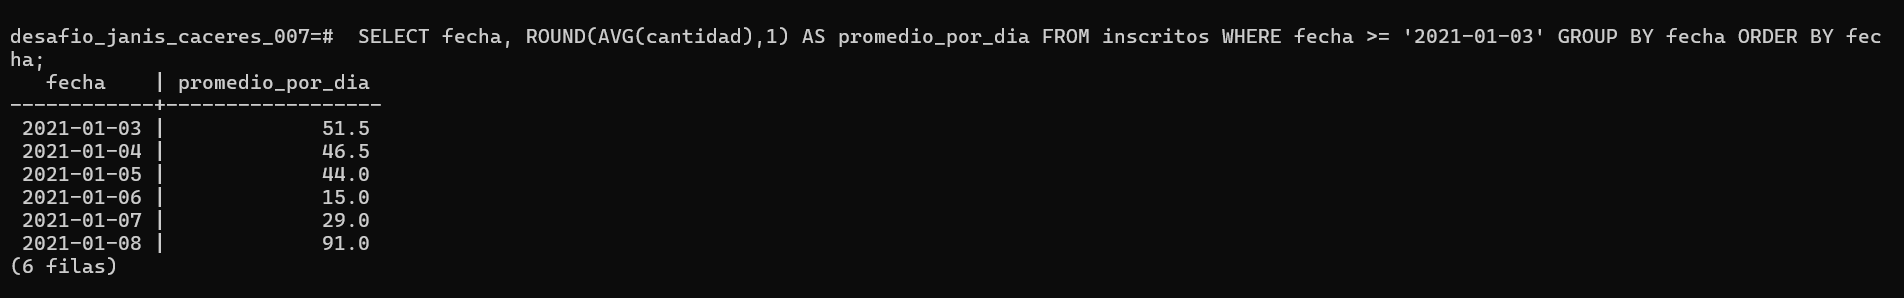 desafio_janis_caceres_007=#  SELECT fecha, ROUND(AVG(cantidad),1) AS promedio_por_dia FROM inscritos WHERE fecha >= '2021-01-03' GROUP BY fecha ORDER BY fec
ha;
   fecha    | promedio_por_dia
------------+------------------
 2021-01-03 |             51.5
 2021-01-04 |             46.5
 2021-01-05 |             44.0
 2021-01-06 |             15.0
 2021-01-07 |             29.0
 2021-01-08 |             91.0
(6 filas)